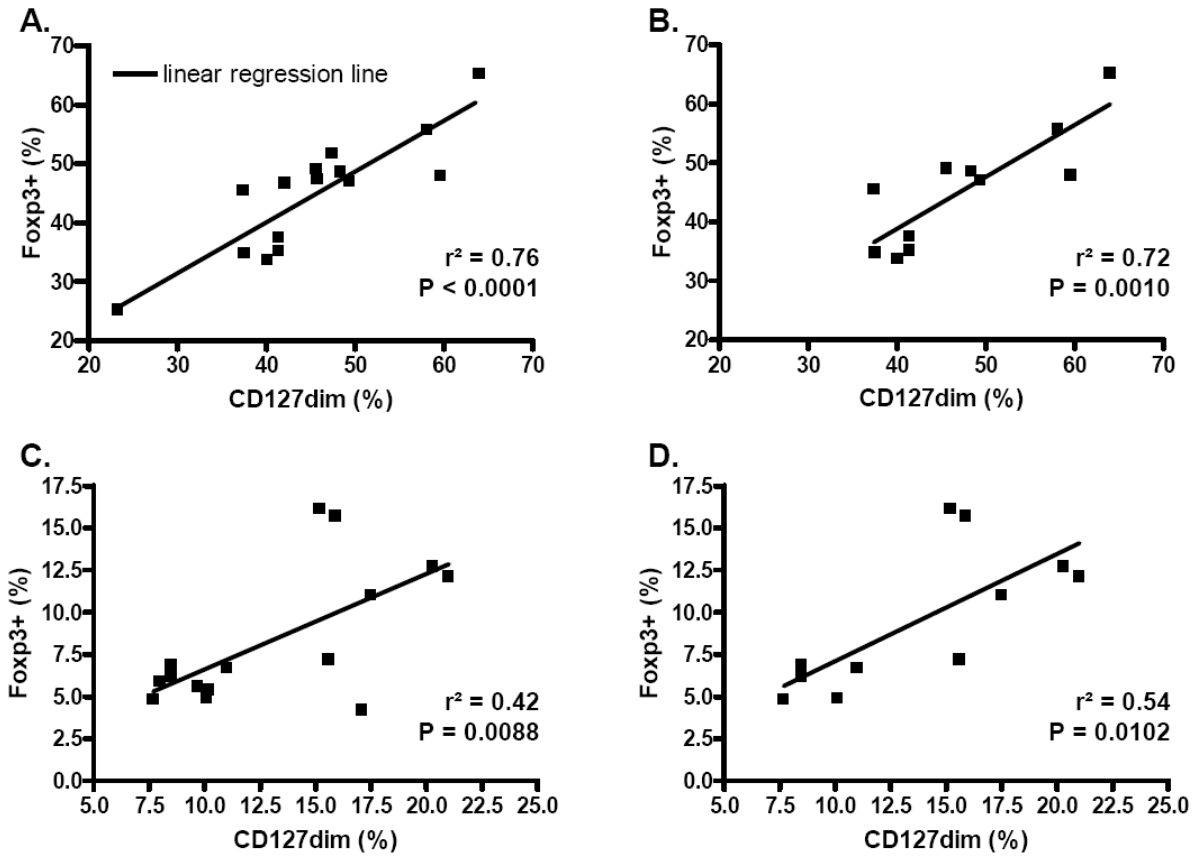 A.
70
60
50
40
30
20
Foxp3+ (%)
linear regression line
r² = 0.76
P < 0.0001
20 30 40 50 60 70
CD127dim (%)
B.
70
60
50
40
30
20
Foxp3+ (%)
r² = 0.72
P = 0.0010
20 30 40 50 60 70
CD127dim (%)
C.
17.5
15.0
12.5
10.0
7.5
5.0
2.5
0.0
Foxp3+ (%)
r² = 0.42
P = 0.0088
5.0 7.5 10.0 12.5 15.0 17.5 20.0 22.5 25.0
CD127dim (%)
D.
17.5
15.0
12.5
10.0
7.5
5.0
2.5
0.0
Foxp3+ (%)
r² = 0.54
P = 0.0102
5.0 7.5 10.0 12.5 15.0 17.5 20.0 22.5 25.0
CD127dim (%)